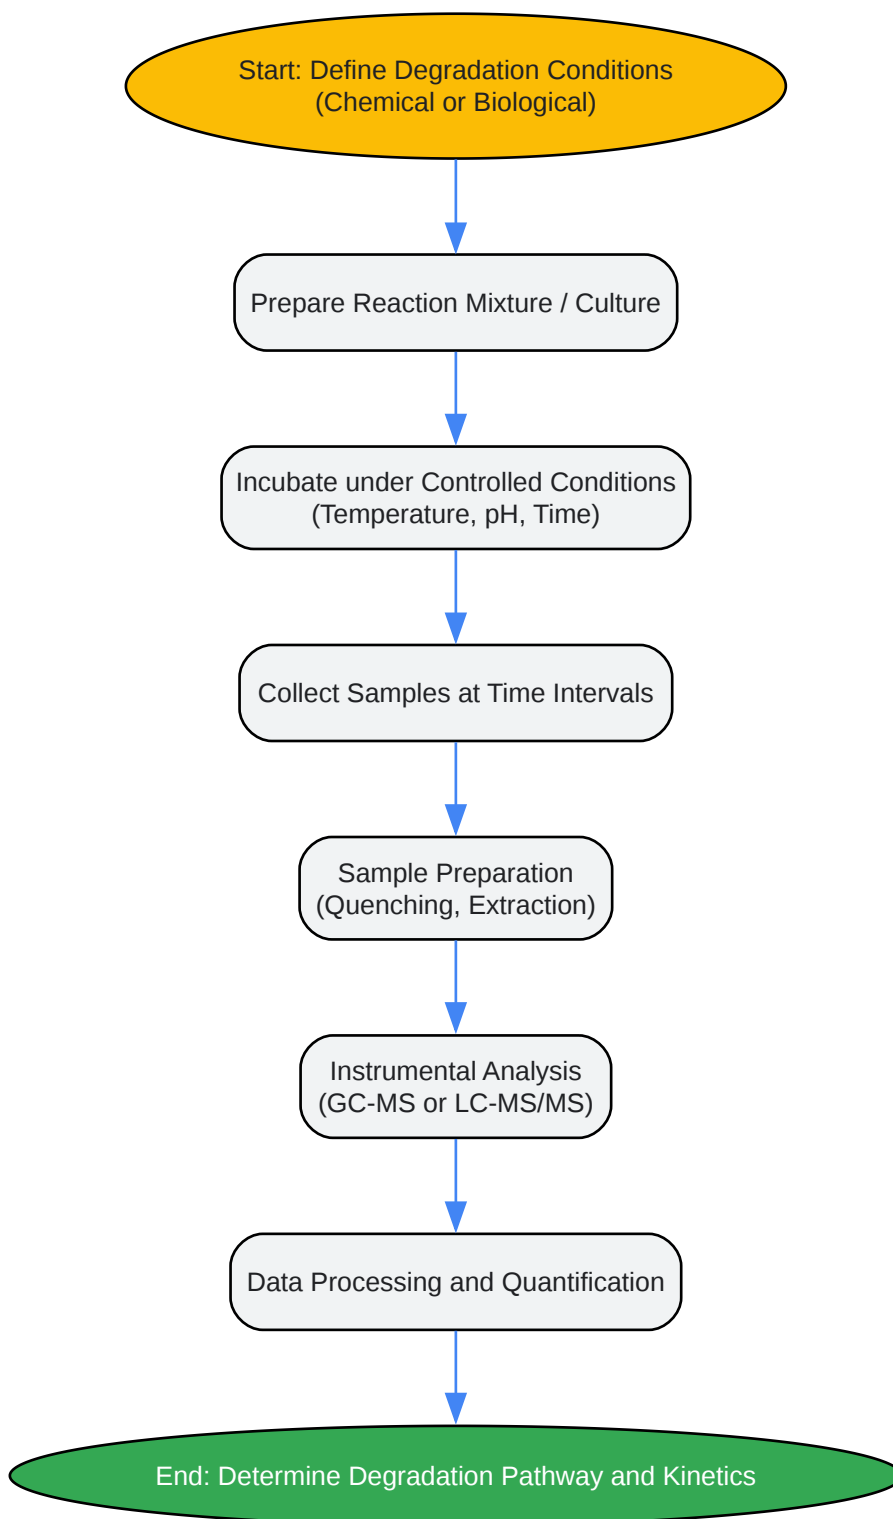 Start: Define Degradation Conditions
(Chemical or Biological)
Prepare Reaction Mixture / Culture
Incubate under Controlled Conditions
(Temperature, pH, Time)
Collect Samples at Time Intervals
Sample Preparation
(Quenching, Extraction)
Instrumental Analysis
(GC-MS or LC-MS/MS)
Data Processing and Quantification
End: Determine Degradation Pathway and Kinetics